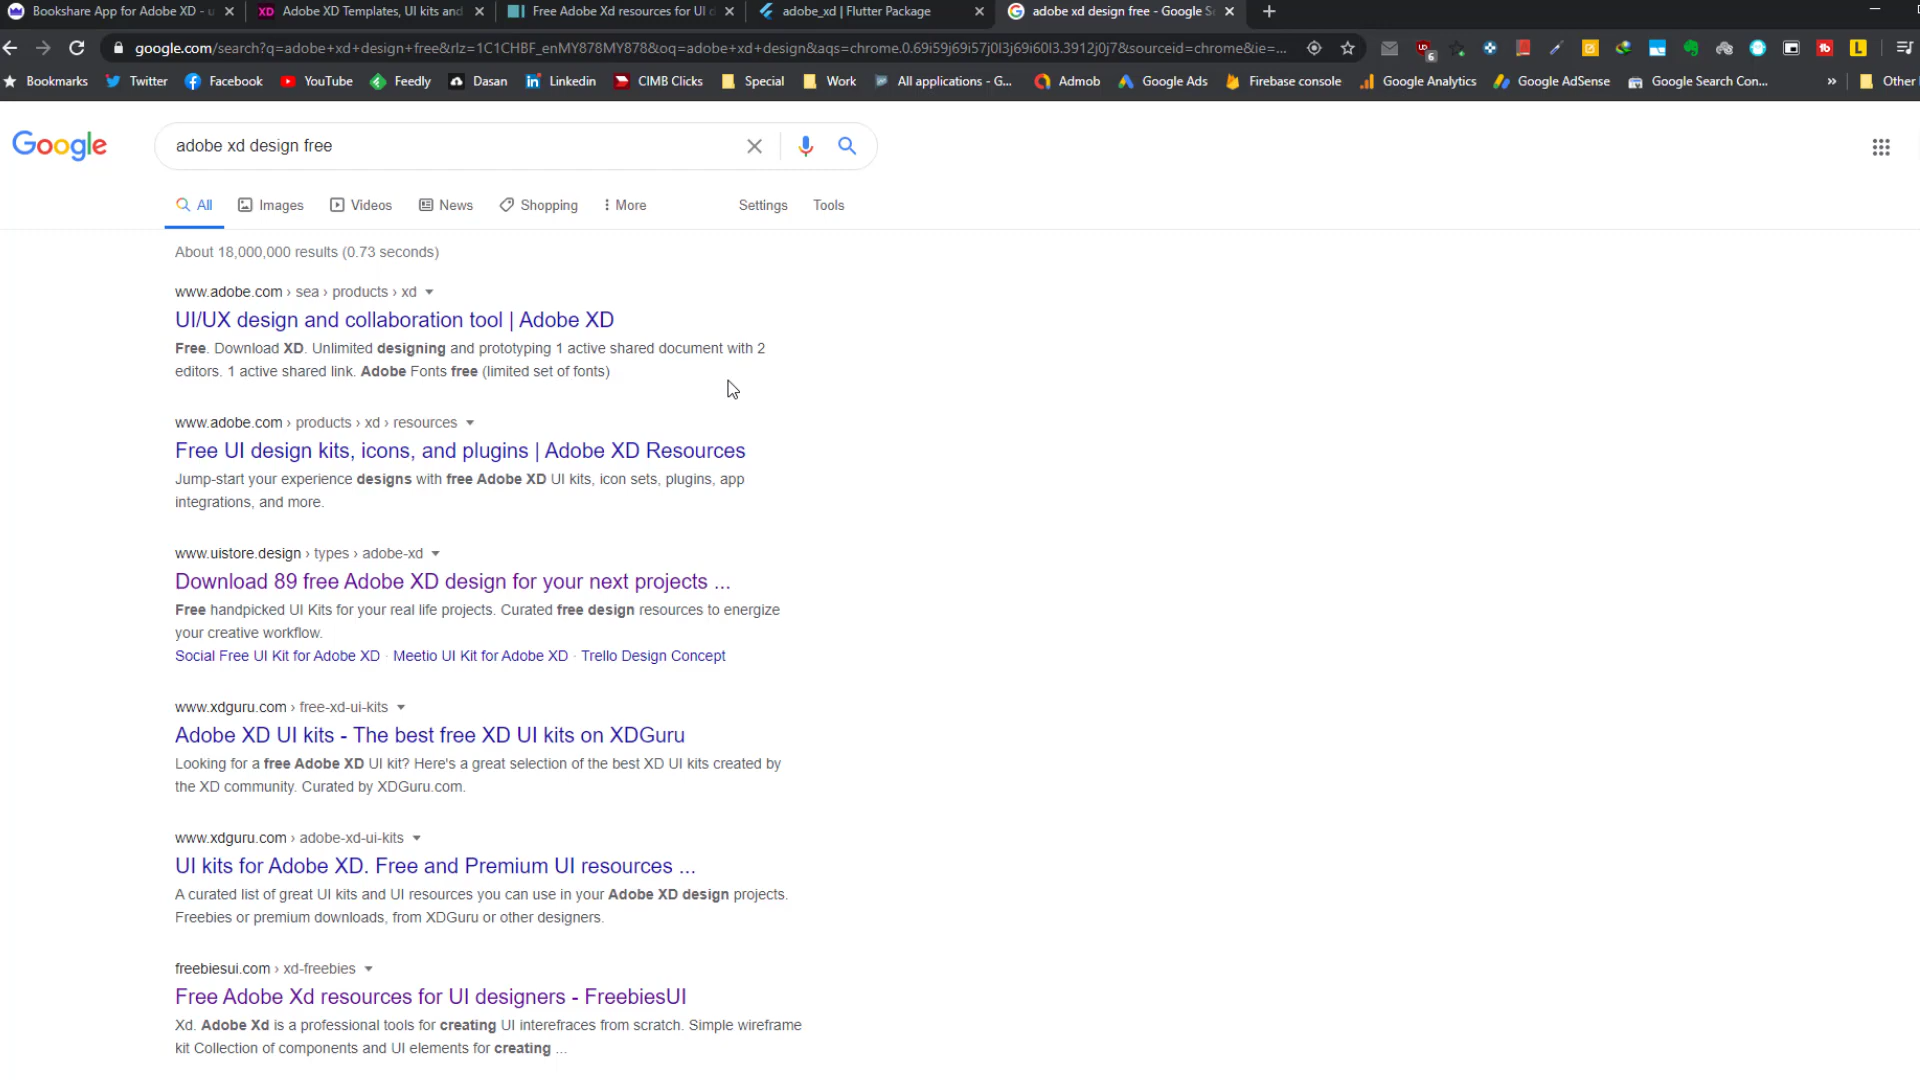 Bookshare App for Adobe XD - u
Adobe XD Templates, UI kits and
Free Adobe Xd resources for UI d
adobe_xd | Flutter Package
adobe xd design free - Google S
google.com/search?q=adobe+xd+design+free&rlz=1C1CHBF_enMY878MY878&oq=adobe+xd+design&aqs=chrome.0.69i59j69i57j0l3j69i60l3.3912j0j7&sourceid=chrome&ie=...
Bookmarks Twitter Facebook YouTube Feedly Dasan Linkedin CIMB Clicks Special Work All applications - G... Admob Google Ads Firebase console Google Analytics Google AdSense Google Search Con... » Other
Google
adobe xd design free
All Images Videos News Shopping More Settings Tools
About 18,000,000 results (0.73 seconds)
www.adobe.com › sea › products › xd
UI/UX design and collaboration tool | Adobe XD
Free. Download XD. Unlimited designing and prototyping 1 active shared document with 2
editors. 1 active shared link. Adobe Fonts free (limited set of fonts)
www.adobe.com › products › xd › resources
Free UI design kits, icons, and plugins | Adobe XD Resources
Jump-start your experience designs with free Adobe XD UI kits, icon sets, plugins, app
integrations, and more.
www.uistore.design › types › adobe-xd
Download 89 free Adobe XD design for your next projects ...
Free handpicked UI Kits for your real life projects. Curated free design resources to energize
your creative workflow.
Social Free UI Kit for Adobe XD · Meetio UI Kit for Adobe XD · Trello Design Concept
www.xdguru.com › free-xd-ui-kits
Adobe XD UI kits - The best free XD UI kits on XDGuru
Looking for a free Adobe XD UI kit? Here's a great selection of the best XD UI kits created by
the XD community. Curated by XDGuru.com.
www.xdguru.com › adobe-xd-ui-kits
UI kits for Adobe XD. Free and Premium UI resources ...
A curated list of great UI kits and UI resources you can use in your Adobe XD design projects.
Freebies or premium downloads, from XDGuru or other designers.
freebiesui.com › xd-freebies
Free Adobe Xd resources for UI designers - FreebiesUI
Xd. Adobe Xd is a professional tools for creating UI interefraces from scratch. Simple wireframe
kit Collection of components and UI elements for creating ...